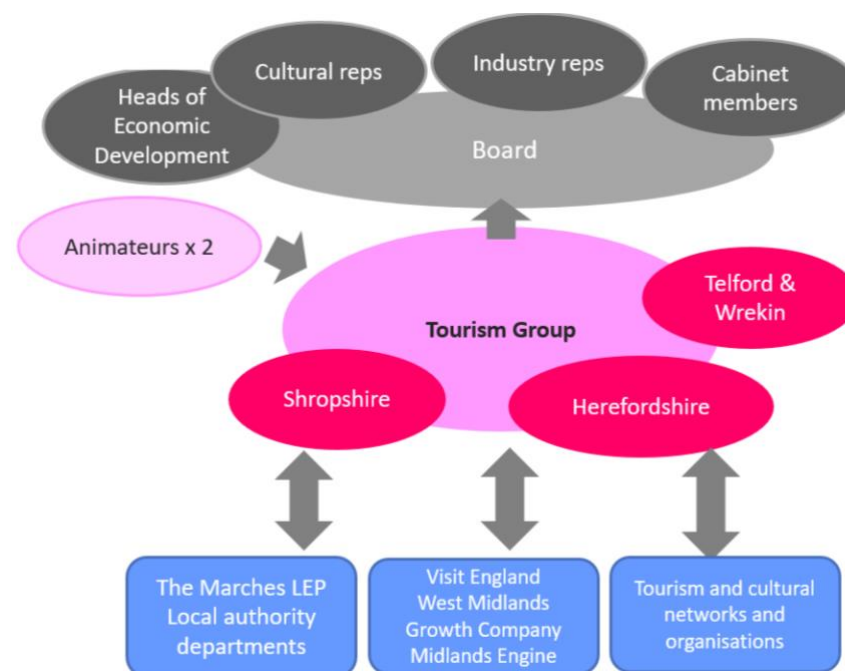 Cultural reps
Industry reps
Cabinet
members
Heads of
Economic
Development
Board
Animateurs x 2
Telford &
Wrekin
Tourism Group
Shropshire
Herefordshire
The Marches LEP
Local authority
departments
Visit England
West Midlands
Growth Company
Midlands Engine
Tourism and cultural
networks and
organisations